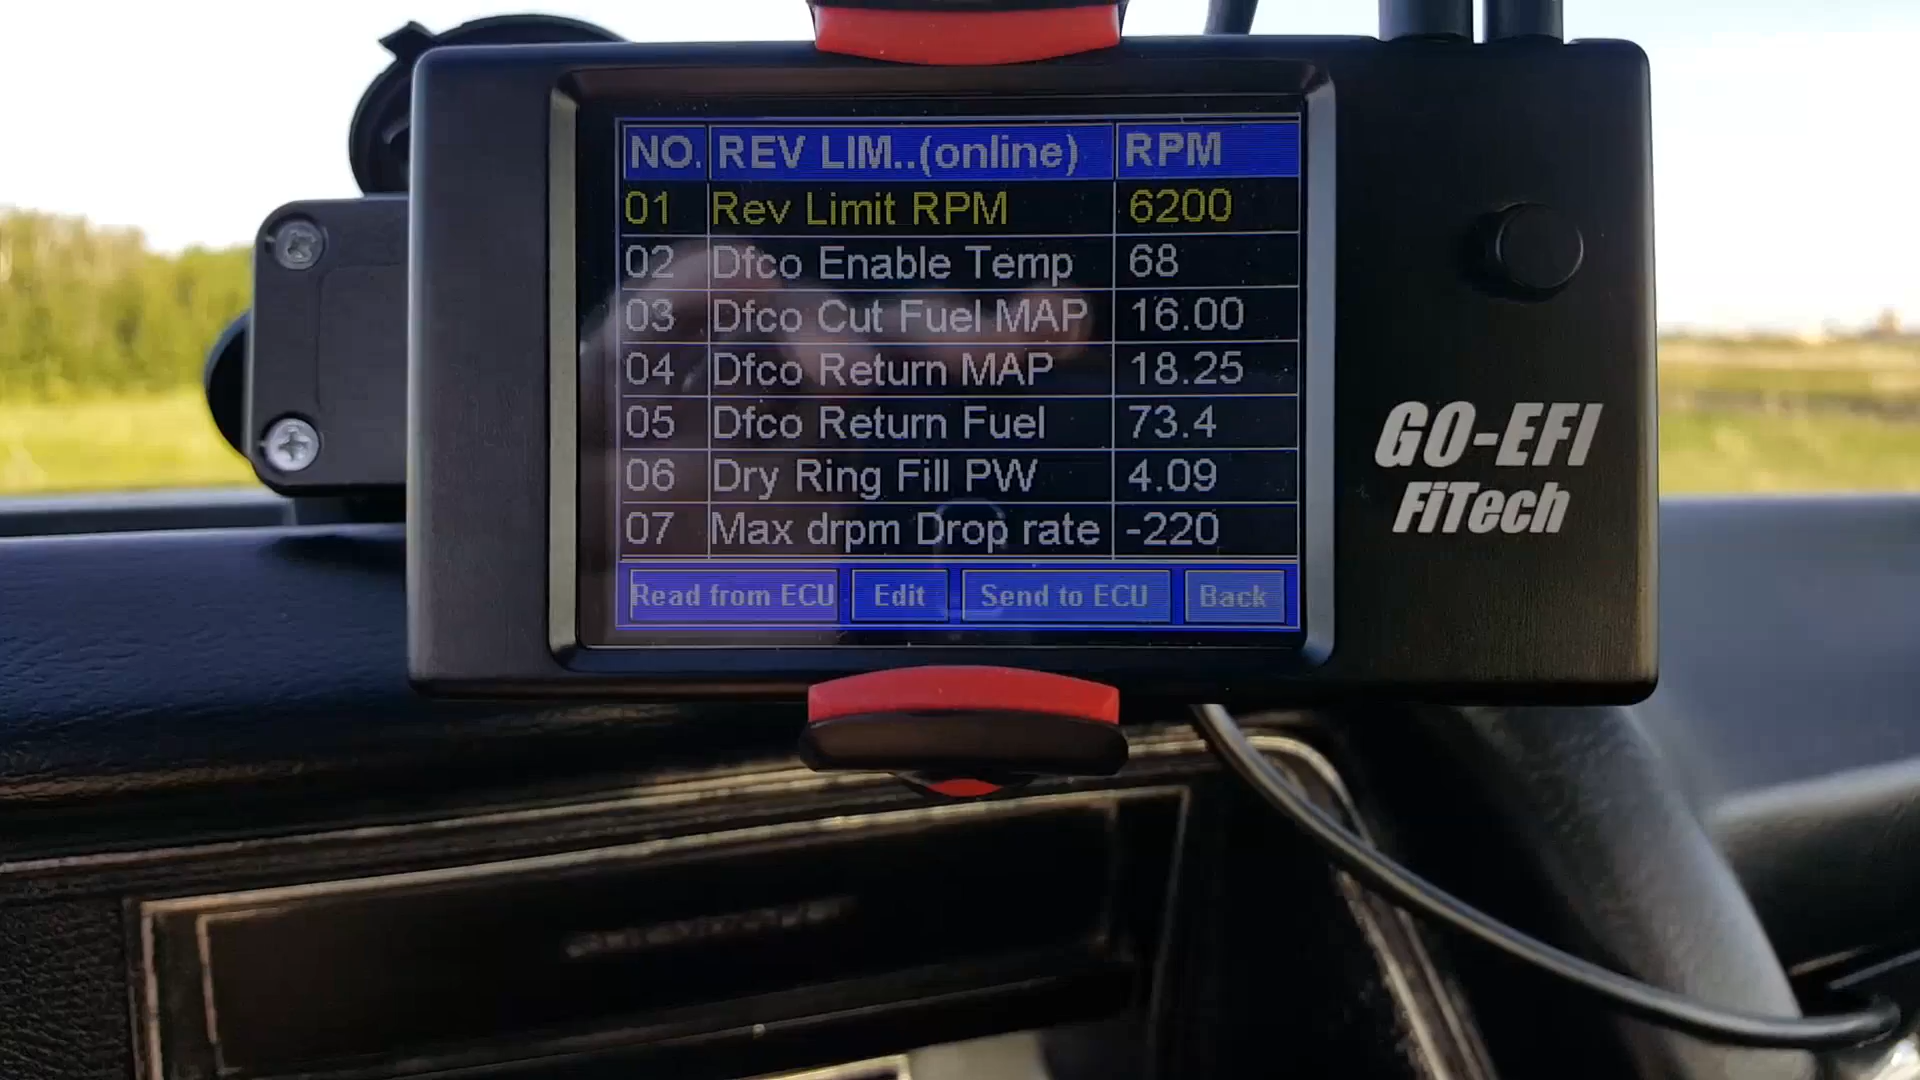 NO. REV LIM..(online) RPM
01 Rev Limit RPM 6200
02 Dfco Enable Temp 68
03 Dfco Cut Fuel MAP 16.00
04 Dfco Return MAP 18.25
05 Dfco Return Fuel 73.4
06 Dry Ring Fill PW 4.09
07 Max drpm Drop rate -220
Read from ECU Edit Send to ECU Back
GO-EFI
FiTech